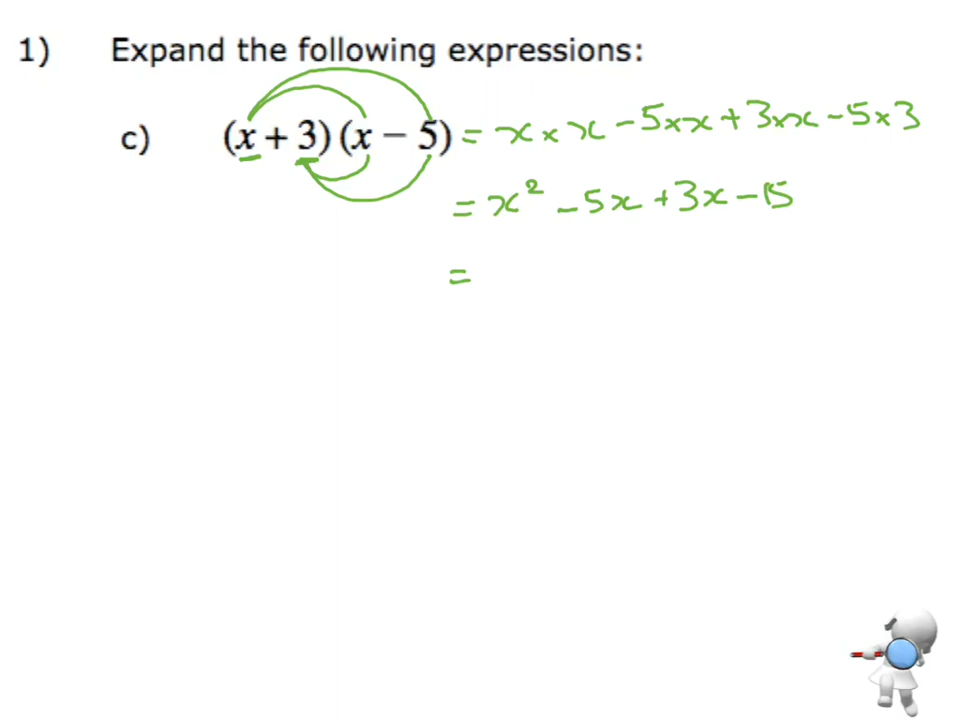 1) Expand the following expressions:
c) (x + 3)(x − 5) = x × x − 5×x + 3×x − 5×3
= x² − 5x + 3x − 15
=